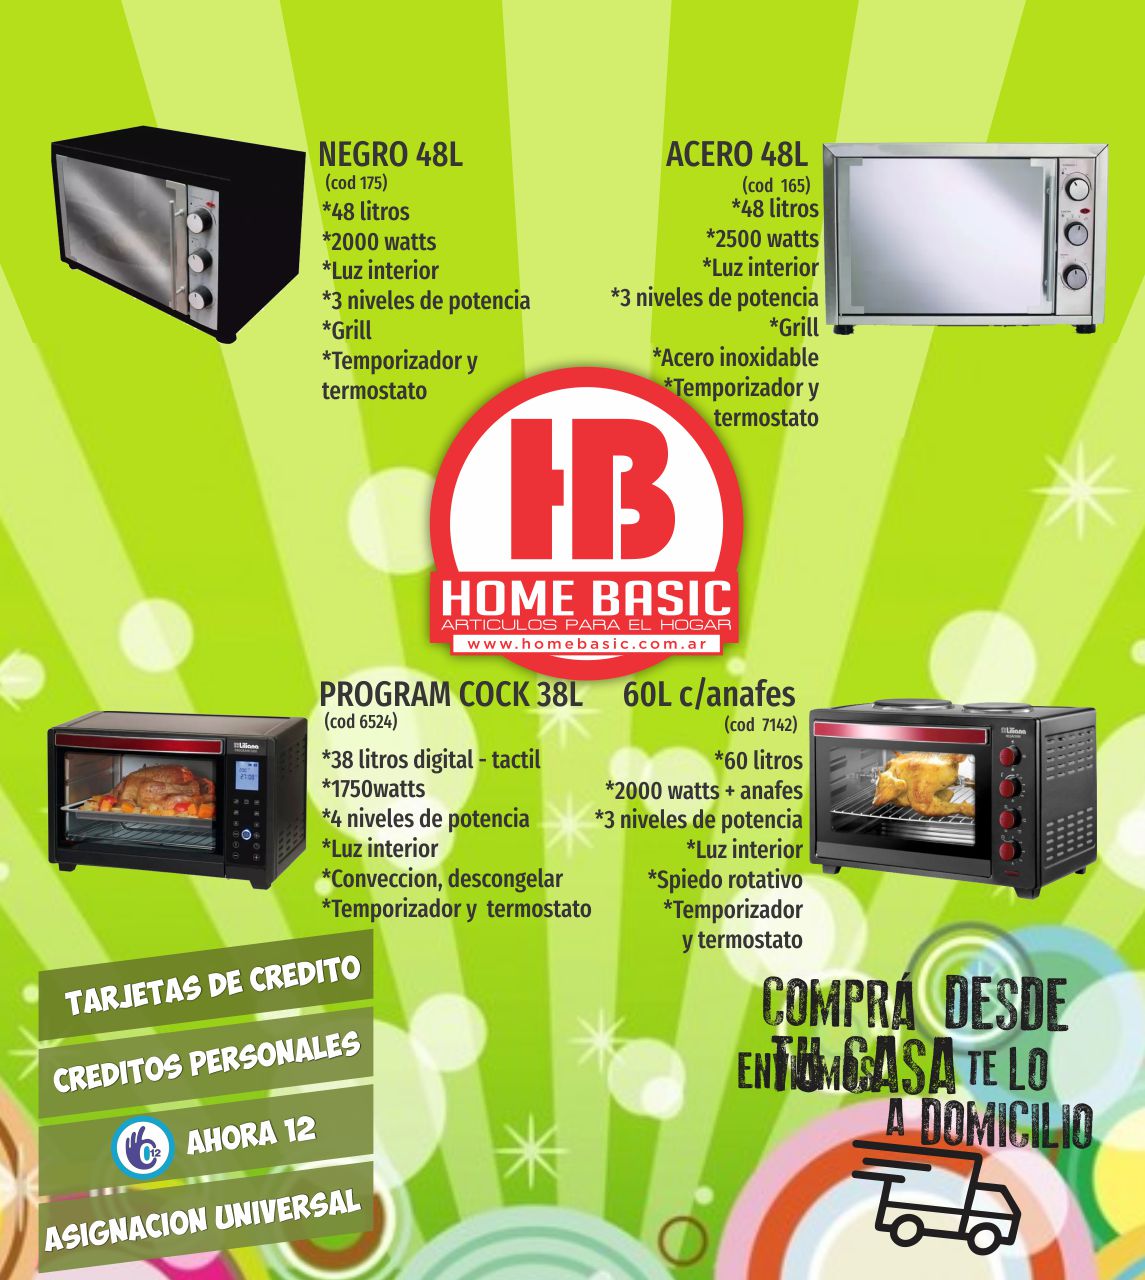 NEGRO 48L
(cod 175)
*48 litros
*2000 watts
*Luz interior
*3 niveles de potencia
*Grill
*Temporizador y
termostato
ACERO 48L
(cod 165)
*48 litros
*2500 watts
*Luz interior
*3 niveles de potencia
*Grill
*Acero inoxidable
*Temporizador y
termostato
HB
HOME BASIC
ARTICULOS PARA EL HOGAR
www.homebasic.com.ar
PROGRAM COCK 38L
(cod 6524)
*38 litros digital - tactil
*1750watts
*4 niveles de potencia
*Luz interior
*Conveccion, descongelar
*Temporizador y termostato
Liliana
60L c/anafes
(cod 7142)
*60 litros
*2000 watts + anafes
*3 niveles de potencia
*Luz interior
*Spiedo rotativo
*Temporizador
y termostato
Liliana
TARJETAS DE CREDITO
CREDITOS PERSONALES
12
AHORA 12
ASIGNACION UNIVERSAL
COMPRÁ DESDE
TU CASA TE LO
ENVIAMOS
A DOMICILIO